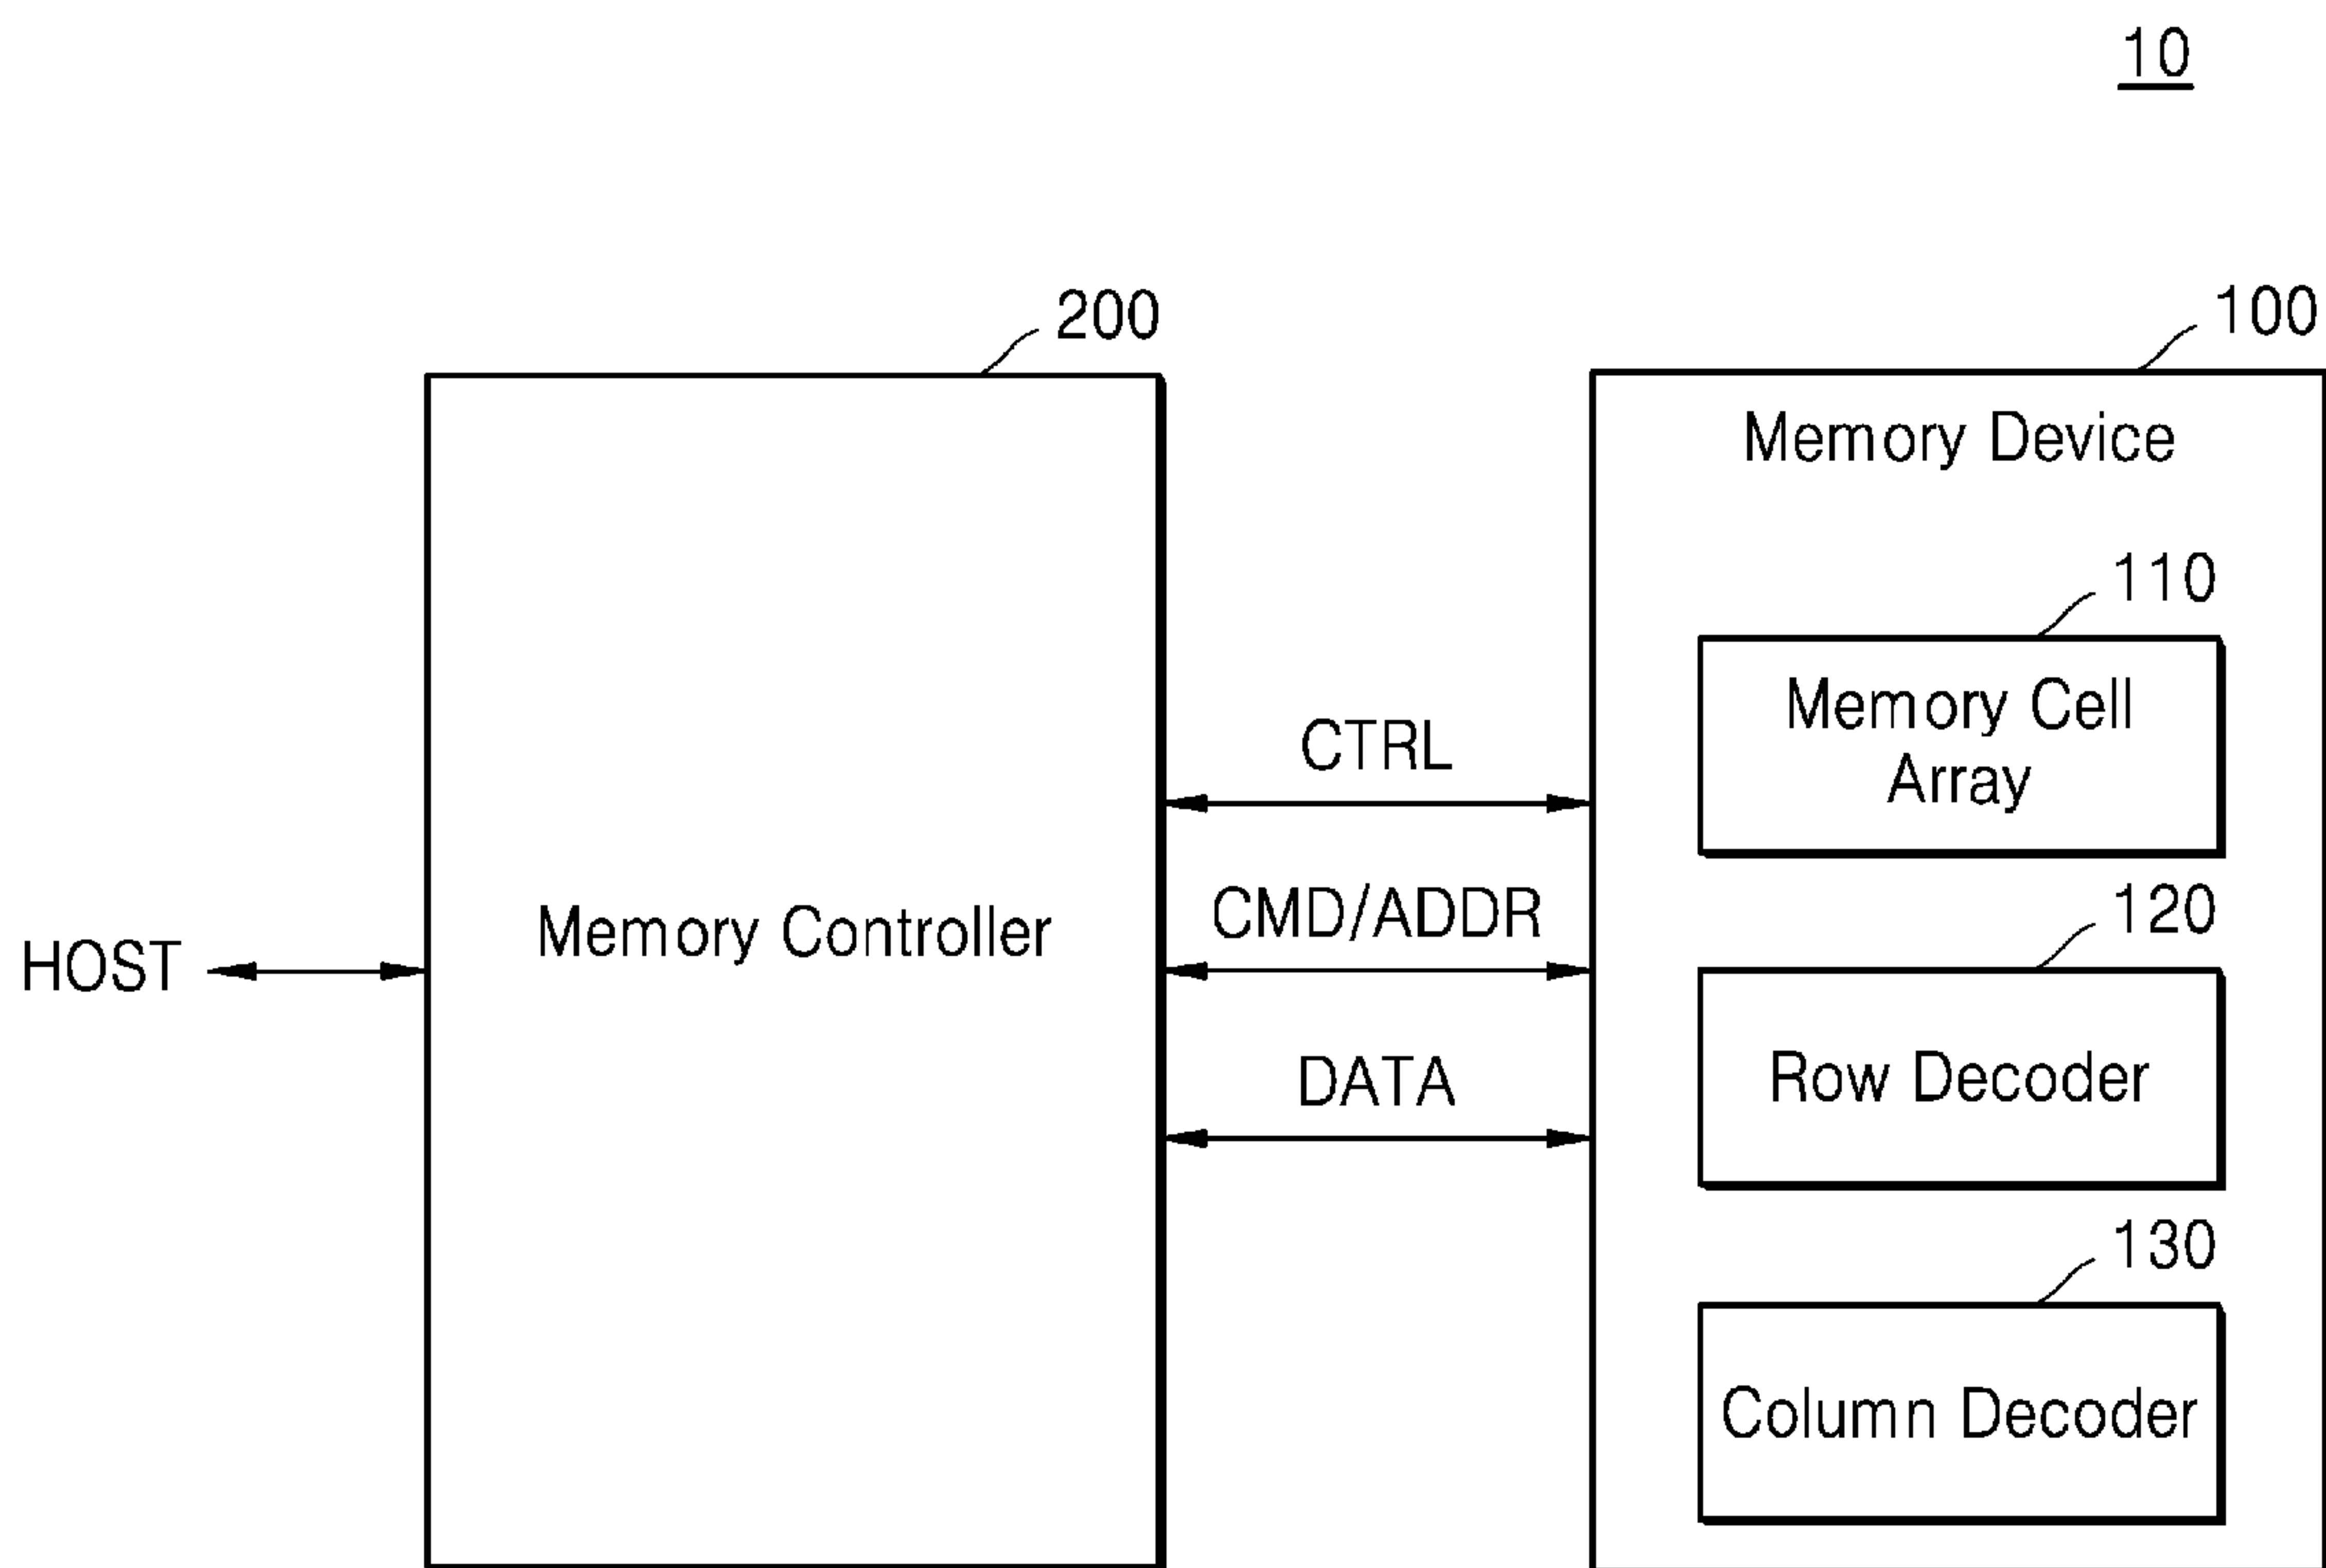 10
200
100
Memory Device
110
Memory Cell
Array
CTRL
120
CMD/ADDR
Memory Controller
HOST
Row Decoder
DATA
130
Column Decoder